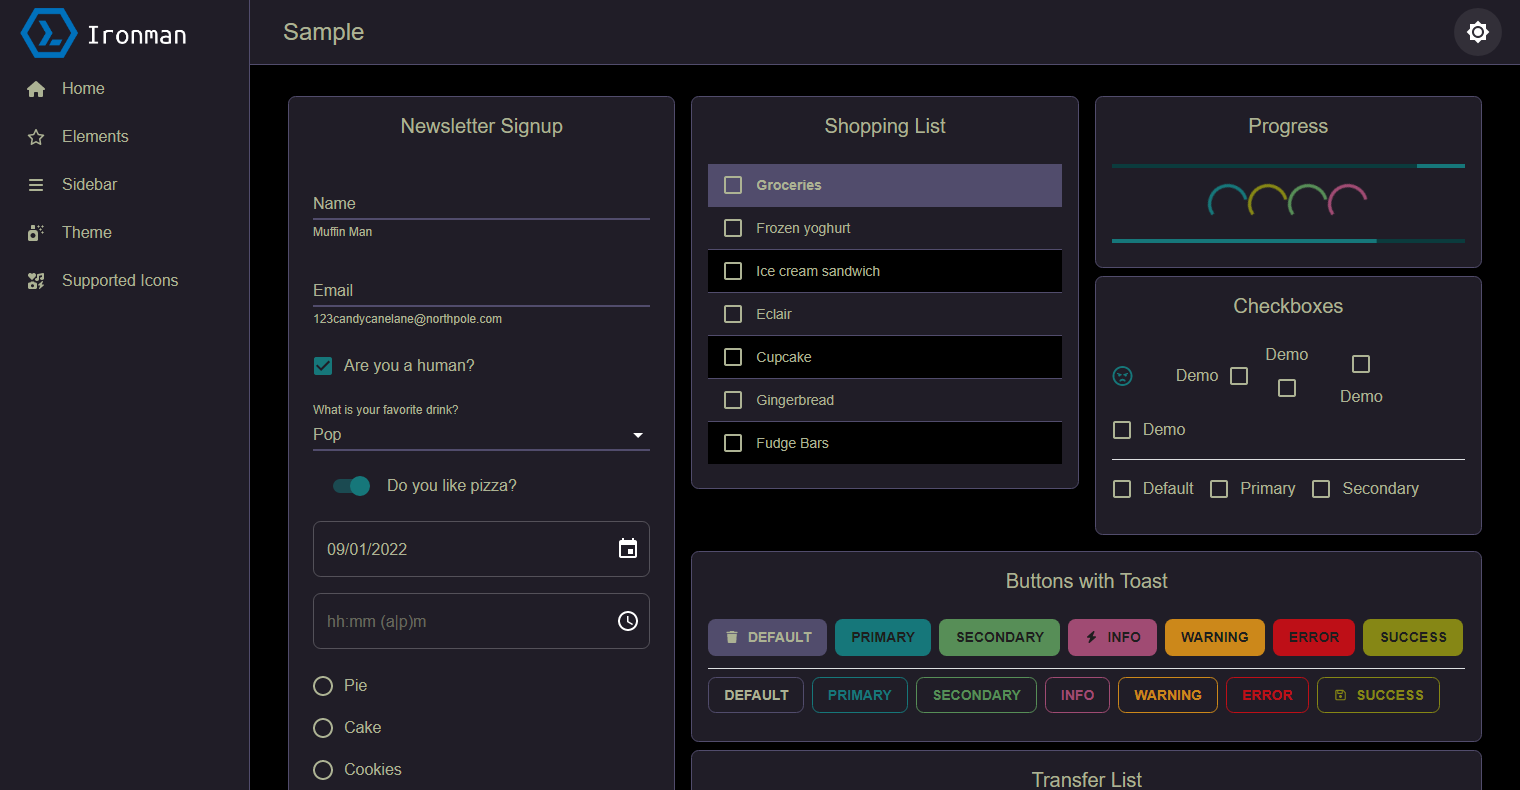 Ironman
Home
Elements
Sidebar
Theme
Supported Icons
Sample
Newsletter Signup
Name
Muffin Man
Email
123candycanelane@northpole.com
Are you a human?
What is your favorite drink?
Pop
Do you like pizza?
09/01/2022
hh:mm (a|p)m
Pie
Cake
Cookies
Shopping List
Groceries
Frozen yoghurt
Ice cream sandwich
Eclair
Cupcake
Gingerbread
Fudge Bars
Progress
Checkboxes
Demo
Demo
Demo
Demo
Default Primary Secondary
Buttons with Toast
DEFAULT PRIMARY SECONDARY INFO WARNING ERROR SUCCESS
DEFAULT PRIMARY SECONDARY INFO WARNING ERROR SUCCESS
Transfer List